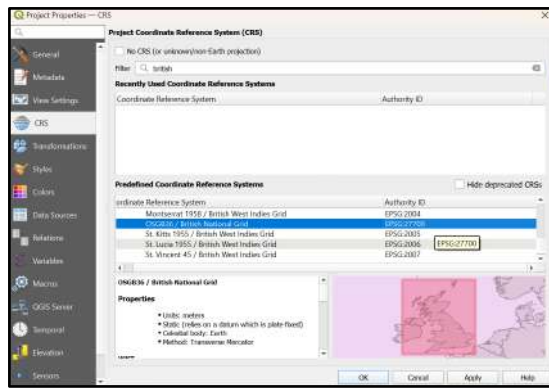 Project Properties — CRS
Project Coordinate Reference System (CRS)
No CRS (or unknown/non-Earth projection)
Filter
british
Recently Used Coordinate Reference Systems
Coordinate Reference System
Authority ID
General
Metadata
View Settings
CRS
Transformations
Styles
Colors
Data Sources
Relations
Variables
Macros
QGIS Server
Temporal
Elevation
Sensors
Predefined Coordinate Reference Systems
Hide deprecated CRSs
ordinate Reference System
Authority ID
Montserrat 1958 / British West Indies Grid
EPSG:2004
OSGB36 / British National Grid
EPSG:27700
St. Kitts 1955 / British West Indies Grid
EPSG:2005
St. Lucia 1955 / British West Indies Grid
EPSG:2006
EPSG:27700
St. Vincent 45 / British West Indies Grid
EPSG:2007
OSGB36 / British National Grid
Properties
• Units: meters
• Static (relies on a datum which is plate-fixed)
• Celestial body: Earth
• Method: Transverse Mercator
OK
Cancel
Apply
Help